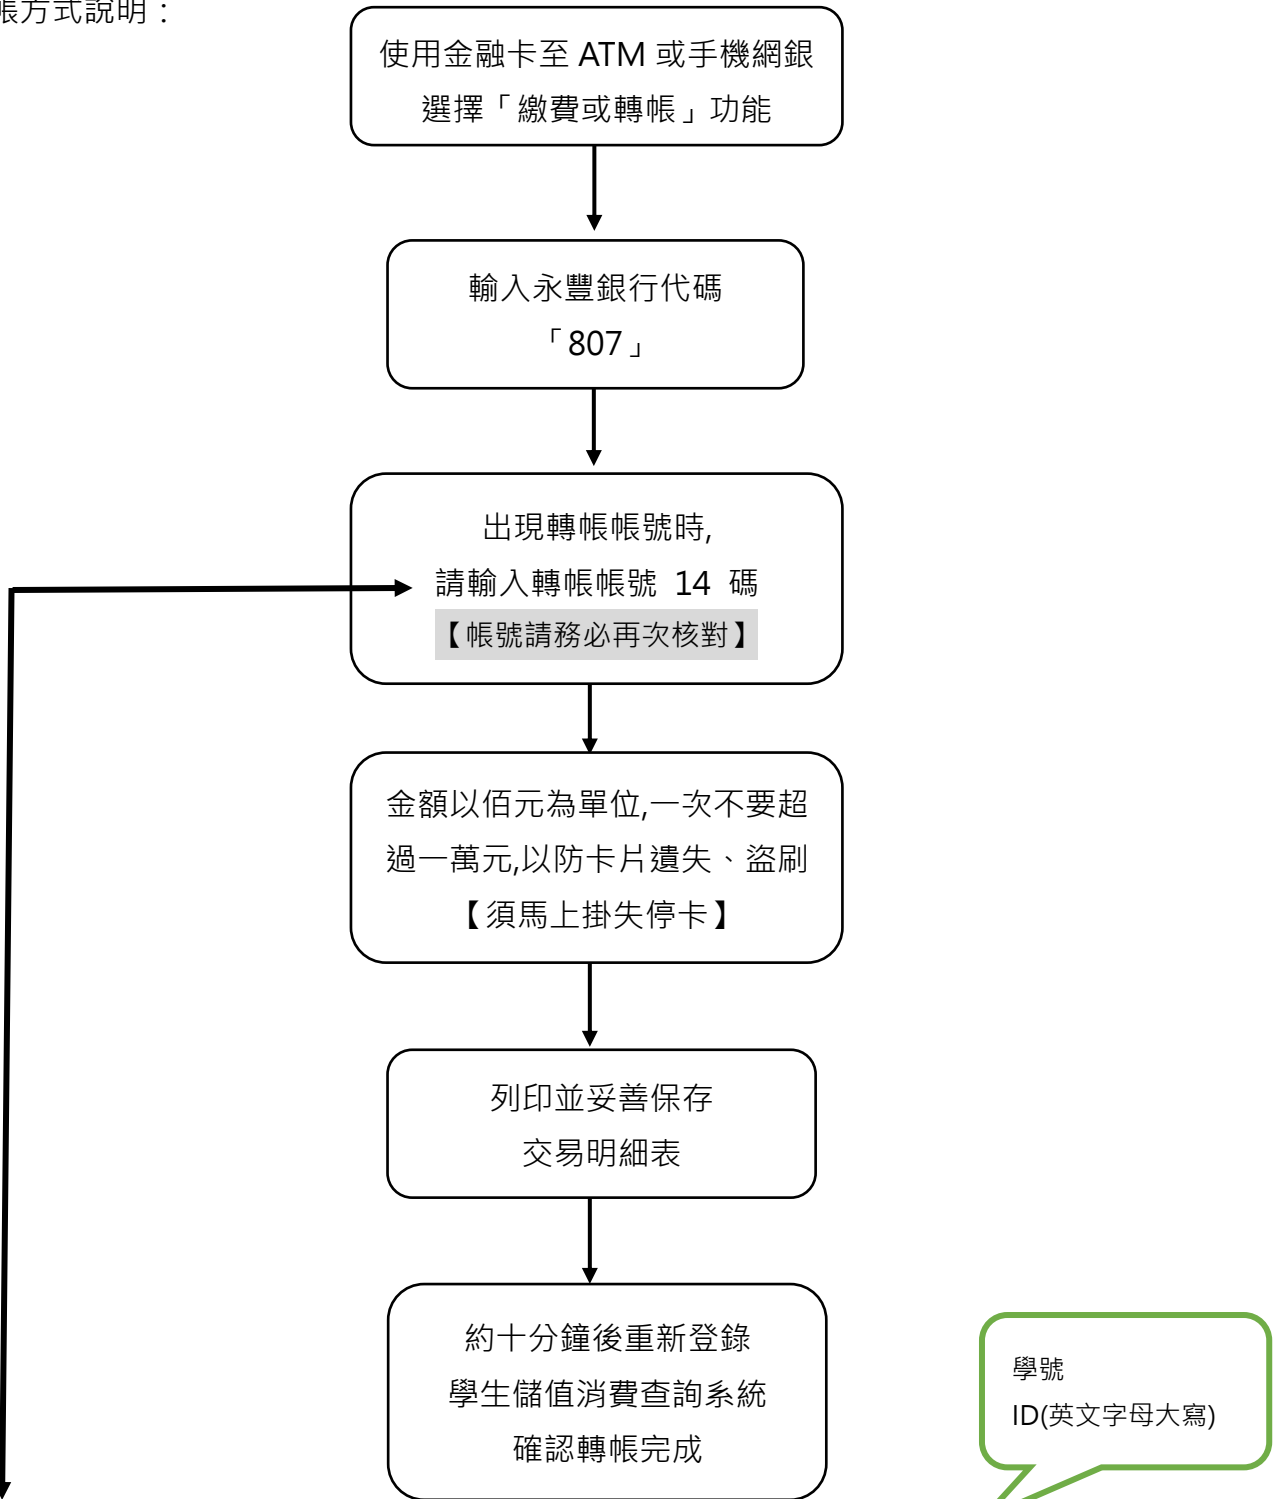 帳方式說明：
使用金融卡至 ATM 或手機網銀
選擇「繳費或轉帳」功能
輸入永豐銀行代碼
「807」
出現轉帳帳號時,
請輸入轉帳帳號 14 碼
【帳號請務必再次核對】
金額以佰元為單位,一次不要超
過一萬元,以防卡片遺失、盜刷
【須馬上掛失停卡】
列印並妥善保存
交易明細表
約十分鐘後重新登錄
學生儲值消費查詢系統
確認轉帳完成
學號
ID(英文字母大寫)